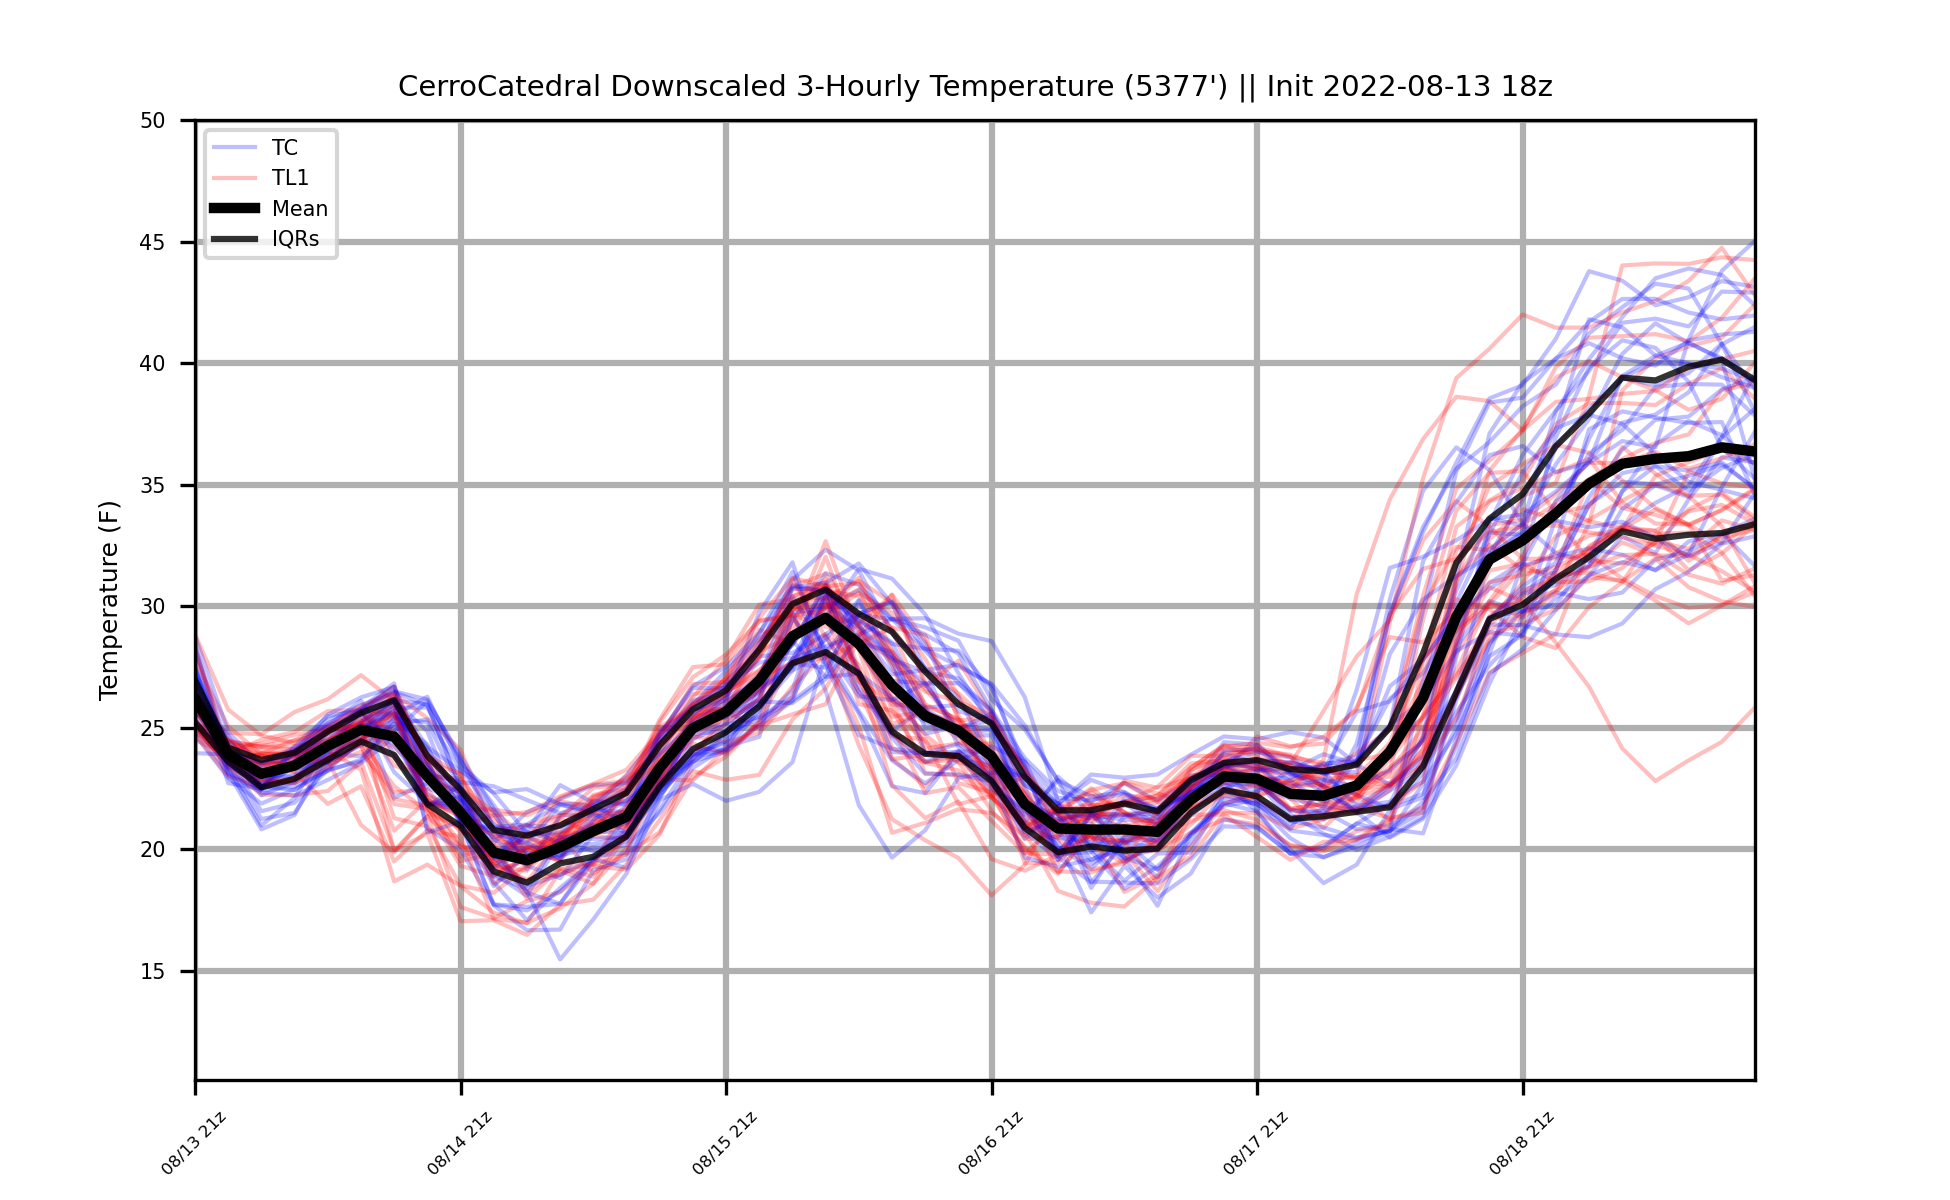 CerroCatedral Downscaled 3-Hourly Temperature (5377') || Init 2022-08-13 18z
50
45
40
35
30
25
20
15
Temperature (F)
TC
TL1
Mean
IQRs
08/13 21z
08/14 21z
08/15 21z
08/16 21z
08/17 21z
08/18 21z